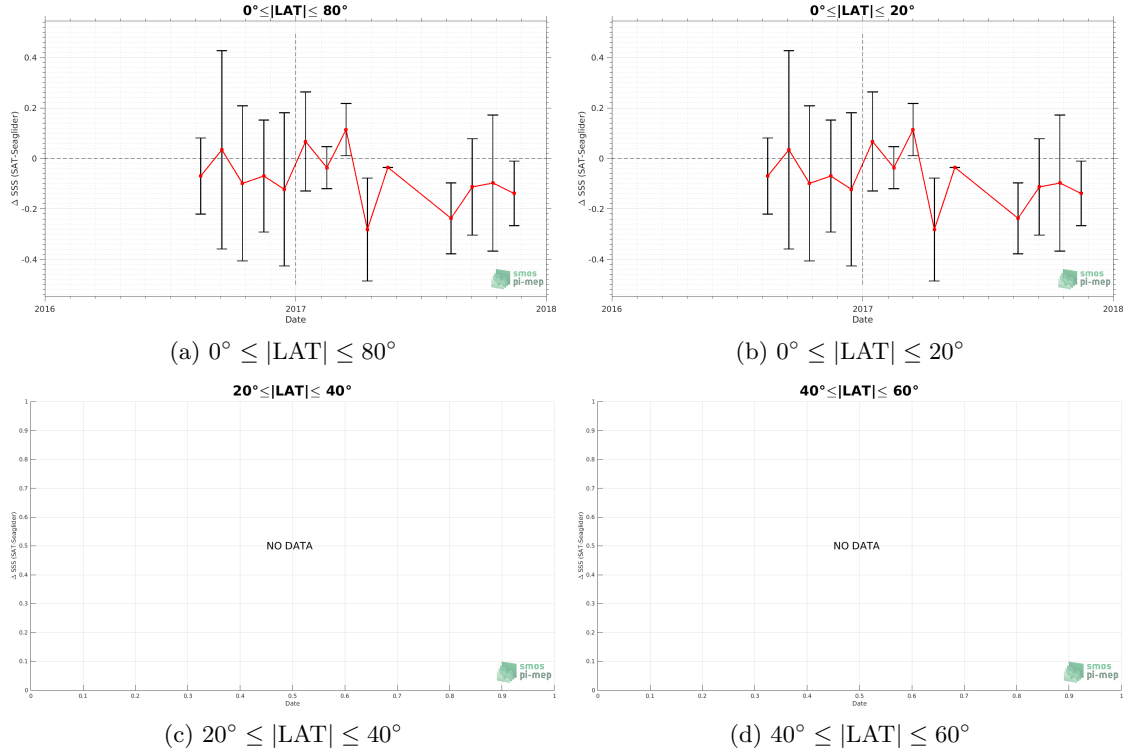 0°≤|LAT|≤ 80°
Δ SSS (SAT-Seaglider)
0.4
0.2
0
-0.2
-0.4
2016
2017
2018
Date
smos
pi-mep
(a) 0° ≤ |LAT| ≤ 80°
0°≤|LAT|≤ 20°
Δ SSS (SAT-Seaglider)
0.4
0.2
0
-0.2
-0.4
2016
2017
2018
Date
smos
pi-mep
(b) 0° ≤ |LAT| ≤ 20°
20°≤|LAT|≤ 40°
Δ SSS (SAT-Seaglider)
1
0.9
0.8
0.7
0.6
0.5
0.4
0.3
0.2
0.1
0
NO DATA
0
0.1
0.2
0.3
0.4
0.5
0.6
0.7
0.8
0.9
1
Date
smos
pi-mep
(c) 20° ≤ |LAT| ≤ 40°
40°≤|LAT|≤ 60°
Δ SSS (SAT-Seaglider)
1
0.9
0.8
0.7
0.6
0.5
0.4
0.3
0.2
0.1
0
NO DATA
0
0.1
0.2
0.3
0.4
0.5
0.6
0.7
0.8
0.9
1
Date
smos
pi-mep
(d) 40° ≤ |LAT| ≤ 60°